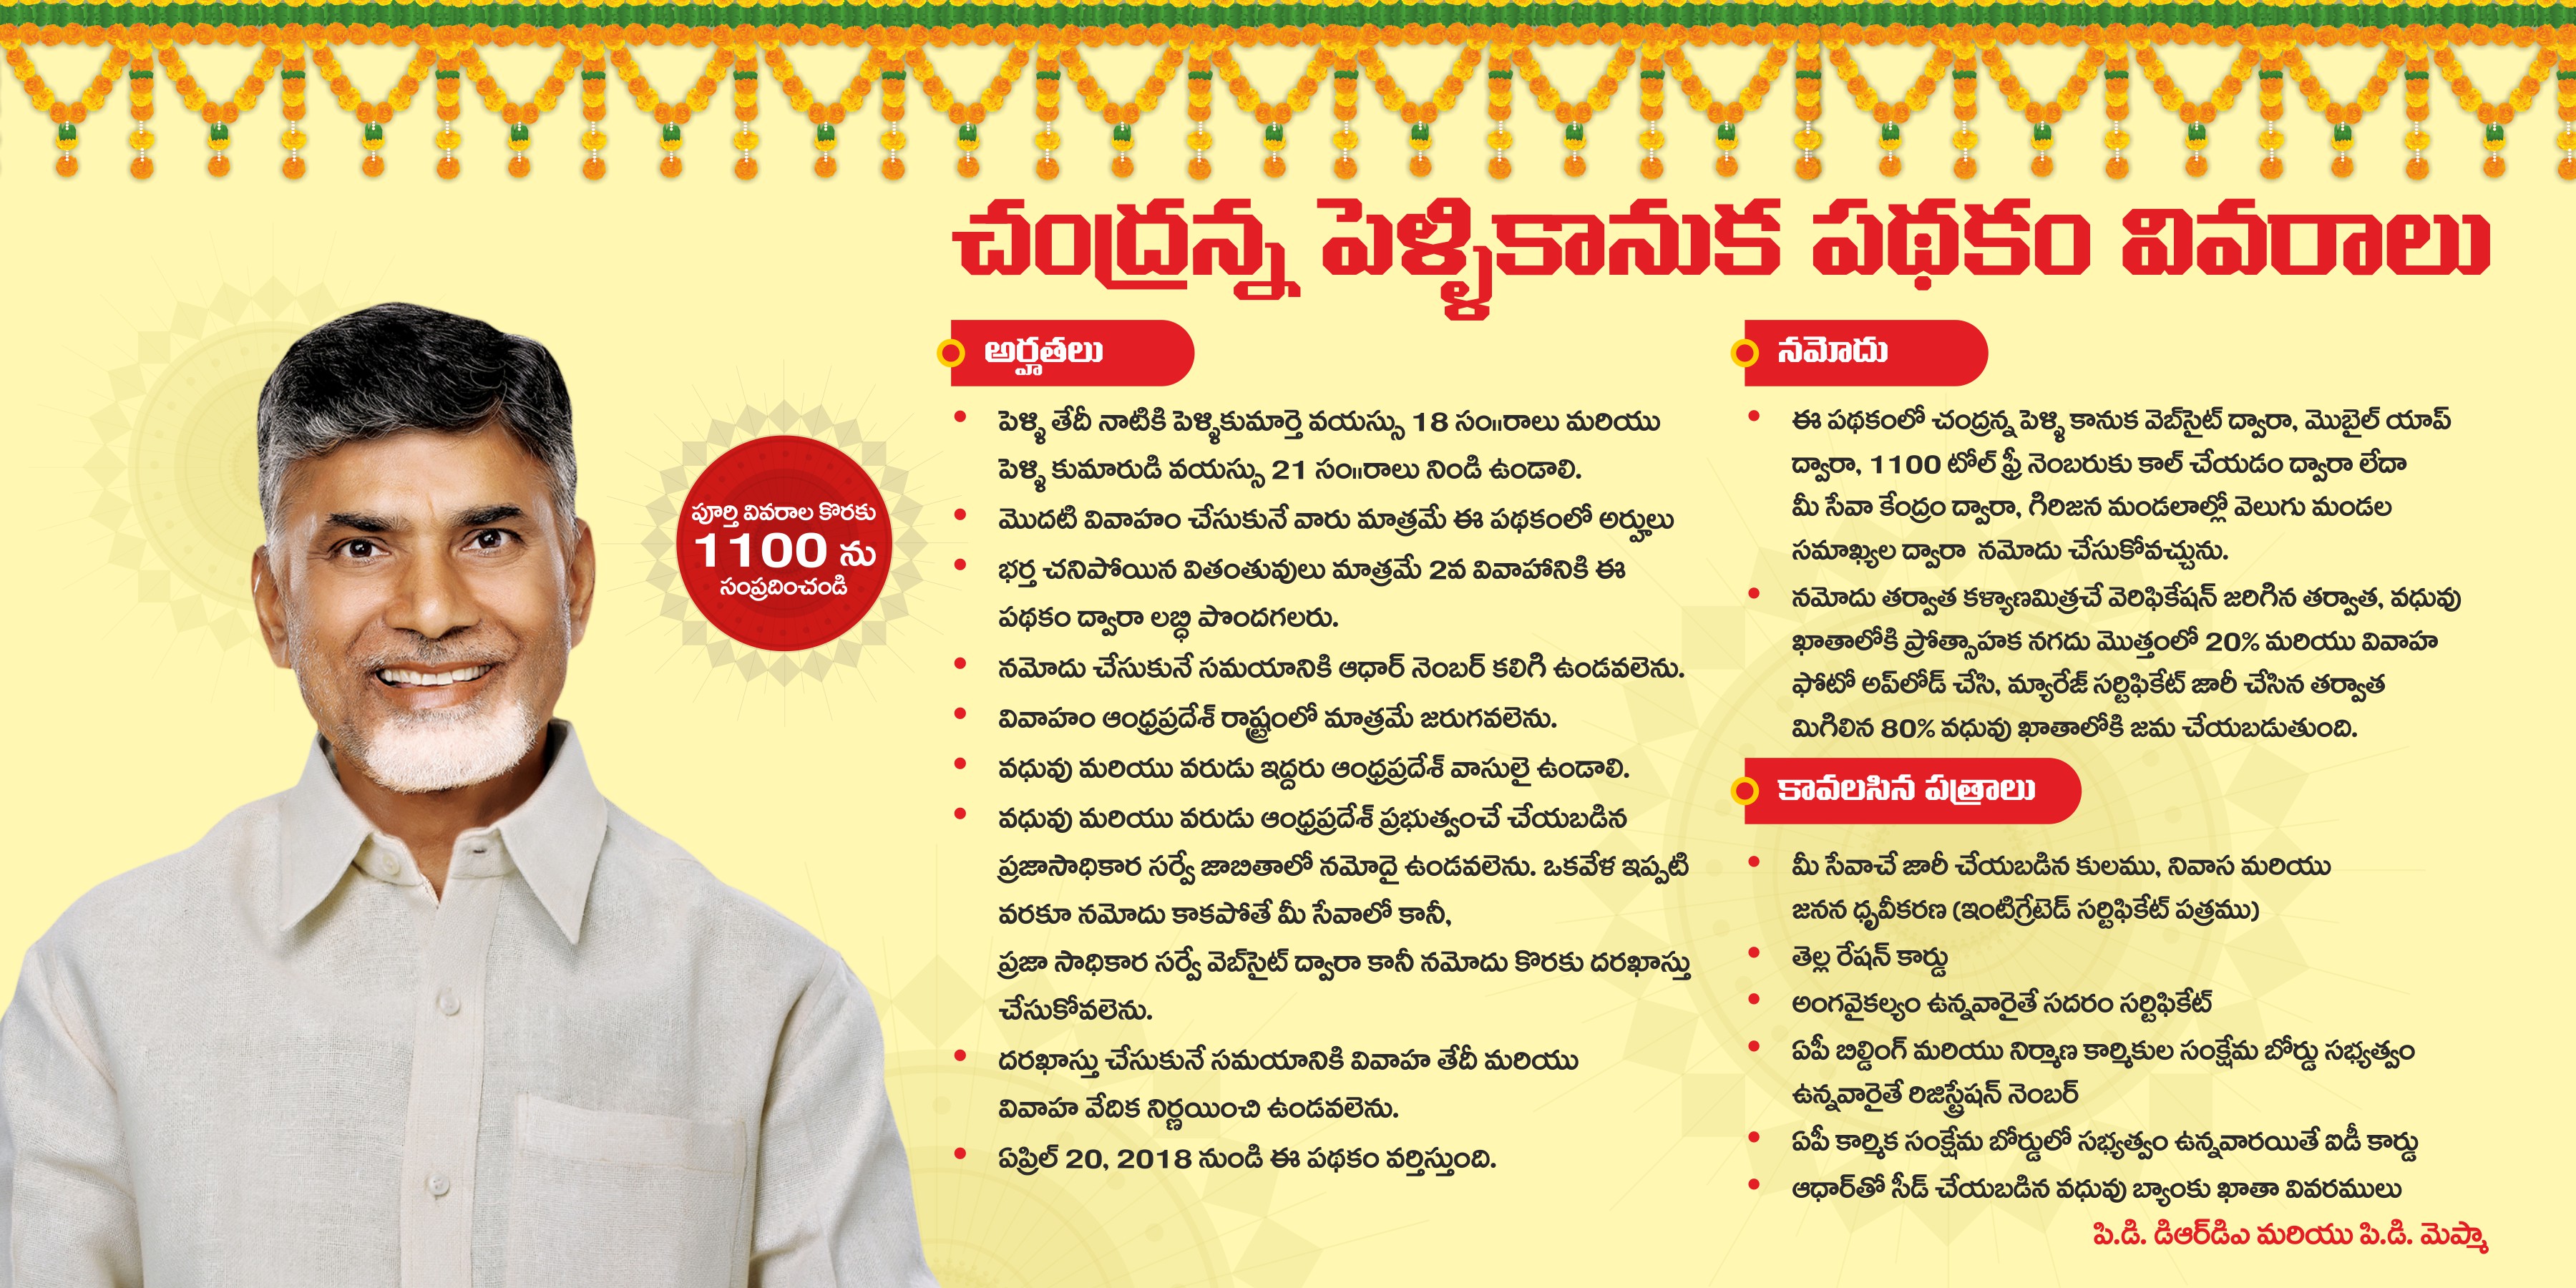 చంద్రన్న పెళ్ళికానుక పథకం వివరాలు
పూర్తి వివరాల కొరకు
1100 ను
సంప్రదించండి
అర్హతలు
• పెళ్ళి తేదీ నాటికి పెళ్ళికుమార్తె వయస్సు 18 సం॥రాలు మరియు
పెళ్ళి కుమారుడి వయస్సు 21 సం॥రాలు నిండి ఉండాలి.
• మొదటి వివాహం చేసుకునే వారు మాత్రమే ఈ పథకంలో అర్హులు
• భర్త చనిపోయిన వితంతువులు మాత్రమే 2వ వివాహానికి ఈ
పథకం ద్వారా లబ్ధి పొందగలరు.
• నమోదు చేసుకునే సమయానికి ఆధార్ నెంబర్ కలిగి ఉండవలెను.
• వివాహం ఆంధ్రప్రదేశ్ రాష్ట్రంలో మాత్రమే జరుగవలెను.
• వధువు మరియు వరుడు ఇద్దరు ఆంధ్రప్రదేశ్ వాసులై ఉండాలి.
• వధువు మరియు వరుడు ఆంధ్రప్రదేశ్ ప్రభుత్వంచే చేయబడిన
ప్రజాసాధికార సర్వే జాబితాలో నమోదై ఉండవలెను. ఒకవేళ ఇప్పటి
వరకూ నమోదు కాకపోతే మీ సేవాలో కానీ,
ప్రజా సాధికార సర్వే వెబ్‌సైట్ ద్వారా కానీ నమోదు కొరకు దరఖాస్తు
చేసుకోవలెను.
• దరఖాస్తు చేసుకునే సమయానికి వివాహ తేదీ మరియు
వివాహ వేదిక నిర్ణయించి ఉండవలెను.
• ఏప్రిల్ 20, 2018 నుండి ఈ పథకం వర్తిస్తుంది.
నమోదు
• ఈ పథకంలో చంద్రన్న పెళ్ళి కానుక వెబ్‌సైట్ ద్వారా, మొబైల్ యాప్
ద్వారా, 1100 టోల్ ఫ్రీ నెంబరుకు కాల్ చేయడం ద్వారా లేదా
మీ సేవా కేంద్రం ద్వారా, గిరిజన మండలాల్లో వెలుగు మండల
సమాఖ్యల ద్వారా నమోదు చేసుకోవచ్చును.
• నమోదు తర్వాత కళ్యాణమిత్రచే వెరిఫికేషన్ జరిగిన తర్వాత, వధువు
ఖాతాలోకి ప్రోత్సాహక నగదు మొత్తంలో 20% మరియు వివాహ
ఫోటో అప్‌లోడ్ చేసి, మ్యారేజ్ సర్టిఫికేట్ జారీ చేసిన తర్వాత
మిగిలిన 80% వధువు ఖాతాలోకి జమ చేయబడుతుంది.
కావలసిన పత్రాలు
• మీ సేవాచే జారీ చేయబడిన కులము, నివాస మరియు
జనన ధృవీకరణ (ఇంటిగ్రేటెడ్ సర్టిఫికేట్ పత్రము)
• తెల్ల రేషన్ కార్డు
• అంగవైకల్యం ఉన్నవారైతే సదరం సర్టిఫికేట్
• ఏపీ బిల్డింగ్ మరియు నిర్మాణ కార్మికుల సంక్షేమ బోర్డు సభ్యత్వం
ఉన్నవారైతే రిజిస్ట్రేషన్ నెంబర్
• ఏపీ కార్మిక సంక్షేమ బోర్డులో సభ్యత్వం ఉన్నవారయితే ఐడీ కార్డు
• ఆధార్‌తో సీడ్ చేయబడిన వధువు బ్యాంకు ఖాతా వివరములు
పి.డి. డిఆర్‌డిఎ మరియు పి.డి. మెప్మా